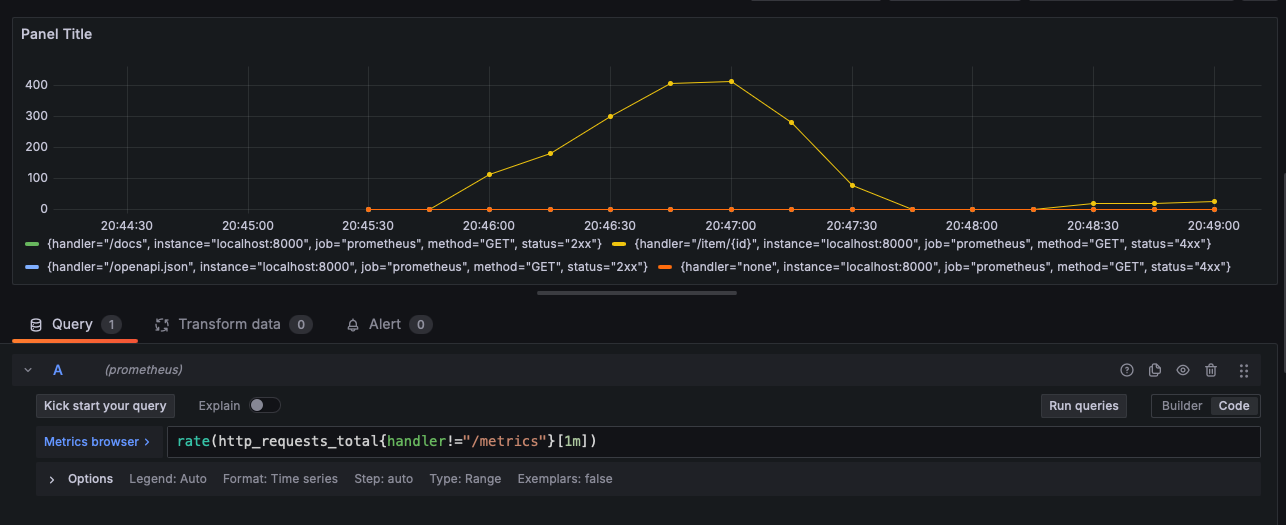 Panel Title
400
300
200
100
0
20:44:30 20:45:00 20:45:30 20:46:00 20:46:30 20:47:00 20:47:30 20:48:00 20:48:30 20:49:00
{handler="/docs", instance="localhost:8000", job="prometheus", method="GET", status="2xx"} {handler="/item/{id}", instance="localhost:8000", job="prometheus", method="GET", status="4xx"}
{handler="/openapi.json", instance="localhost:8000", job="prometheus", method="GET", status="2xx"} {handler="none", instance="localhost:8000", job="prometheus", method="GET", status="4xx"}
Query 1 Transform data 0 Alert 0
A (prometheus)
Kick start your query Explain Run queries Builder Code
Metrics browser > rate(http_requests_total{handler!="/metrics"}[1m])
> Options Legend: Auto Format: Time series Step: auto Type: Range Exemplars: false